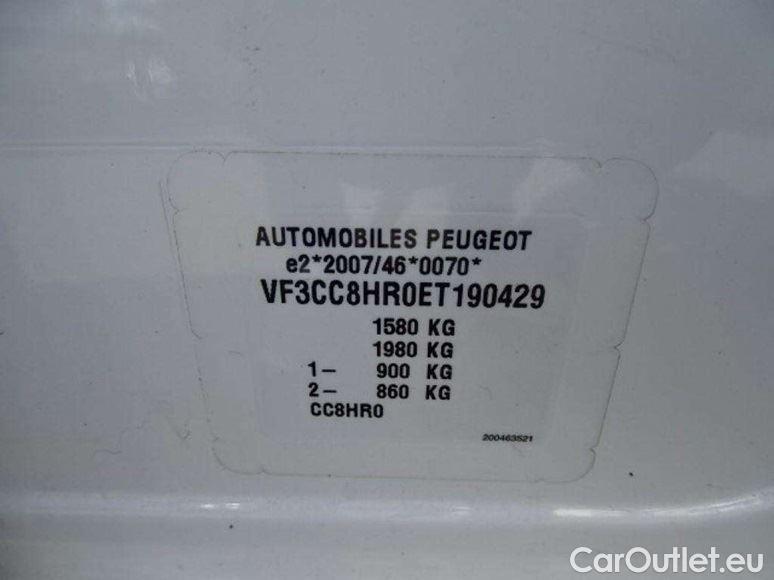 AUTOMOBILES PEUGEOT
e2*2007/46*0070*
VF3CC8HR0ET190429
1580 KG
1980 KG
1- 900 KG
2- 860 KG
CC8HR0
200463S21
CarOutlet.eu